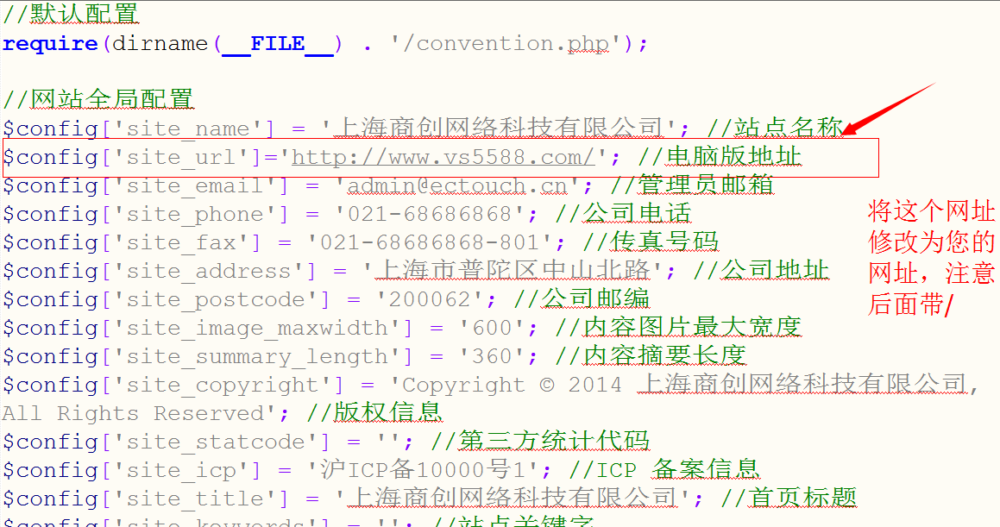 //默认配置
require(dirname(__FILE__) . '/convention.php');
//网站全局配置
$config['site_name'] = '上海商创网络科技有限公司'; //站点名称
$config['site_url']='http://www.vs5588.com/'; //电脑版地址
$config['site_email'] = 'admin@ectouch.cn'; //管理员邮箱
$config['site_phone'] = '021-68686868'; //公司电话
$config['site_fax'] = '021-68686868-801'; //传真号码
$config['site_address'] = '上海市普陀区中山北路'; //公司地址
$config['site_postcode'] = '200062'; //公司邮编
$config['site_image_maxwidth'] = '600'; //内容图片最大宽度
$config['site_summary_length'] = '360'; //内容摘要长度
$config['site_copyright'] = 'Copyright © 2014 上海商创网络科技有限公司,
All Rights Reserved'; //版权信息
$config['site_statcode'] = ''; //第三方统计代码
$config['site_icp'] = '沪ICP备10000号1'; //ICP 备案信息
$config['site_title'] = '上海商创网络科技有限公司'; //首页标题
$config['site_keywords'] = ''; //站点关键字
将这个网址
修改为您的
网址，注意
后面带/